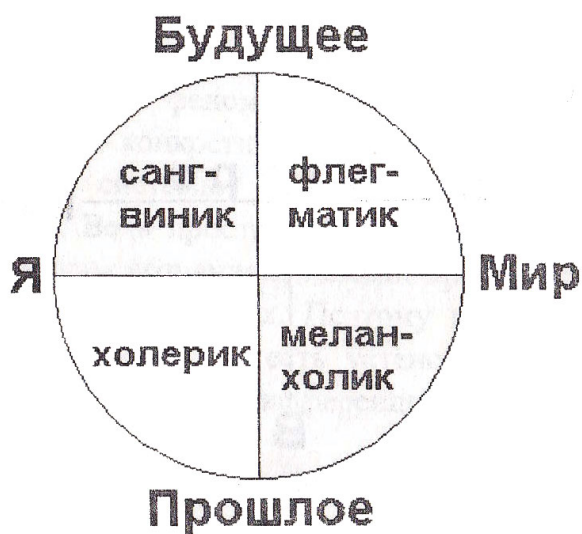 Будущее
санг-
виник
флег-
матик
Я
Мир
холерик
мелан-
холик
Прошлое